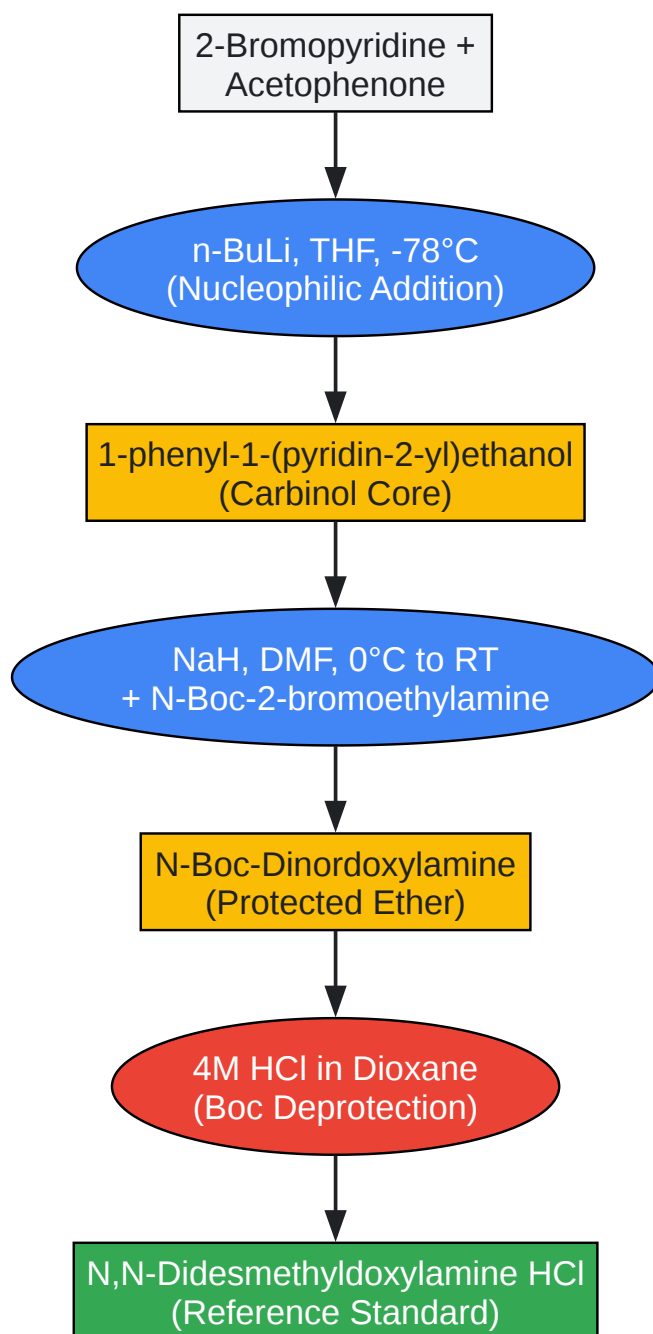 2-Bromopyridine +
Acetophenone
n-BuLi, THF, -78°C
(Nucleophilic Addition)
1-phenyl-1-(pyridin-2-yl)ethanol
(Carbinol Core)
NaH, DMF, 0°C to RT
+ N-Boc-2-bromoethylamine
N-Boc-Dinordoxylamine
(Protected Ether)
4M HCl in Dioxane
(Boc Deprotection)
N,N-Didesmethyldoxylamine HCl
(Reference Standard)